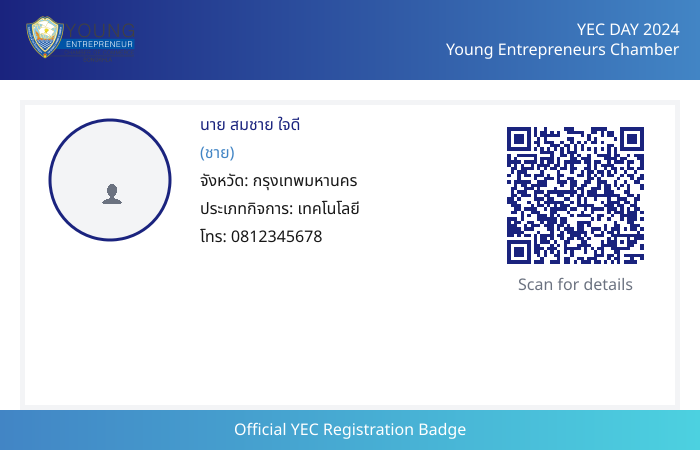 YOUNG
ENTREPRENEUR
YEC DAY 2024
Young Entrepreneurs Chamber
นาย สมชาย ใจดี
(ชาย)
จังหวัด: กรุงเทพมหานคร
ประเภทกิจการ: เทคโนโลยี
โทร: 0812345678
Scan for details
Official YEC Registration Badge